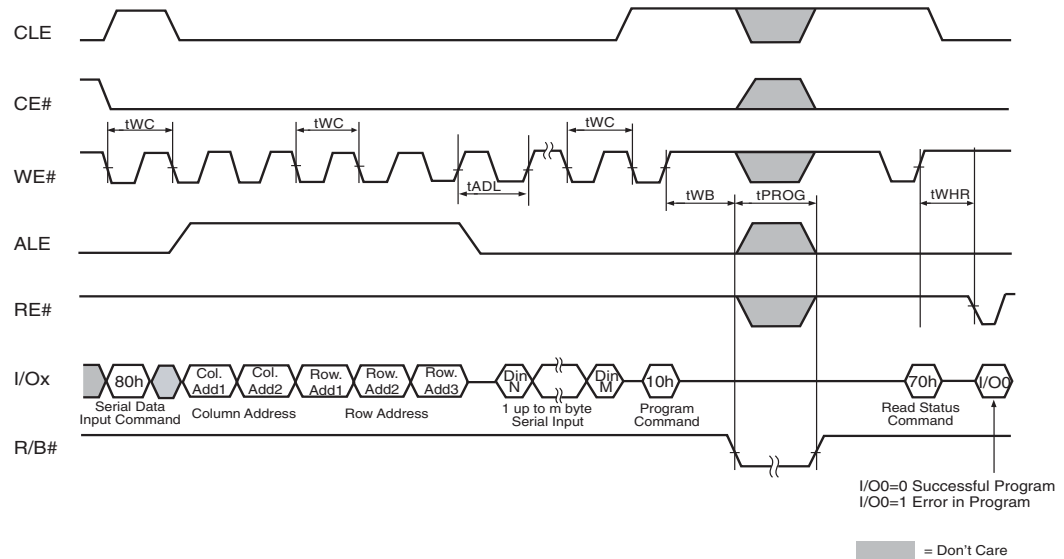 CLE
CE#
tWC
tWC
tWC
WE#
tADL
tWB
tPROG
tWHR
ALE
RE#
I/Ox
80h
Col. Add1
Col. Add2
Row. Add1
Row. Add2
Row. Add3
Din N
Din M
10h
70h
I/O0
Serial Data
Input Command
Column Address
Row Address
1 up to m byte
Serial Input
Program
Command
Read Status
Command
R/B#
I/O0=0 Successful Program
I/O0=1 Error in Program
= Don't Care